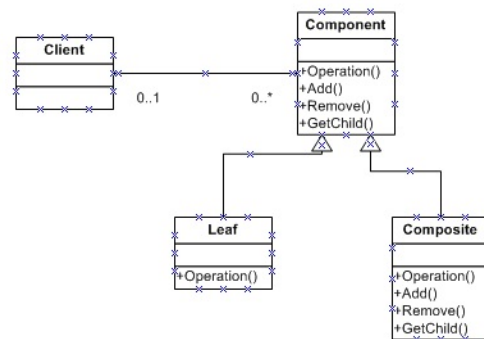 Client
Component
+Operation()
+Add()
+Remove()
+GetChild()
0..1
0..*
Leaf
+Operation()
Composite
+Operation()
+Add()
+Remove()
+GetChild()